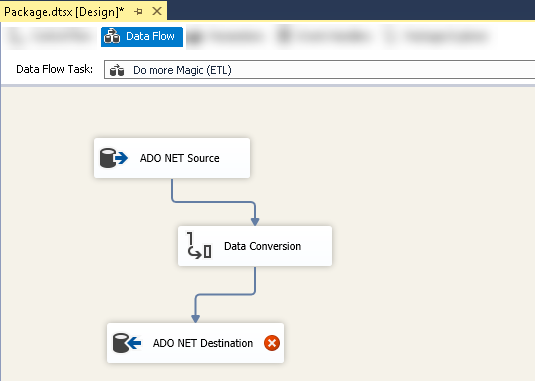 Package.dtsx [Design]*
Data Flow
Data Flow Task: Do more Magic (ETL)
ADO NET Source
Data Conversion
ADO NET Destination